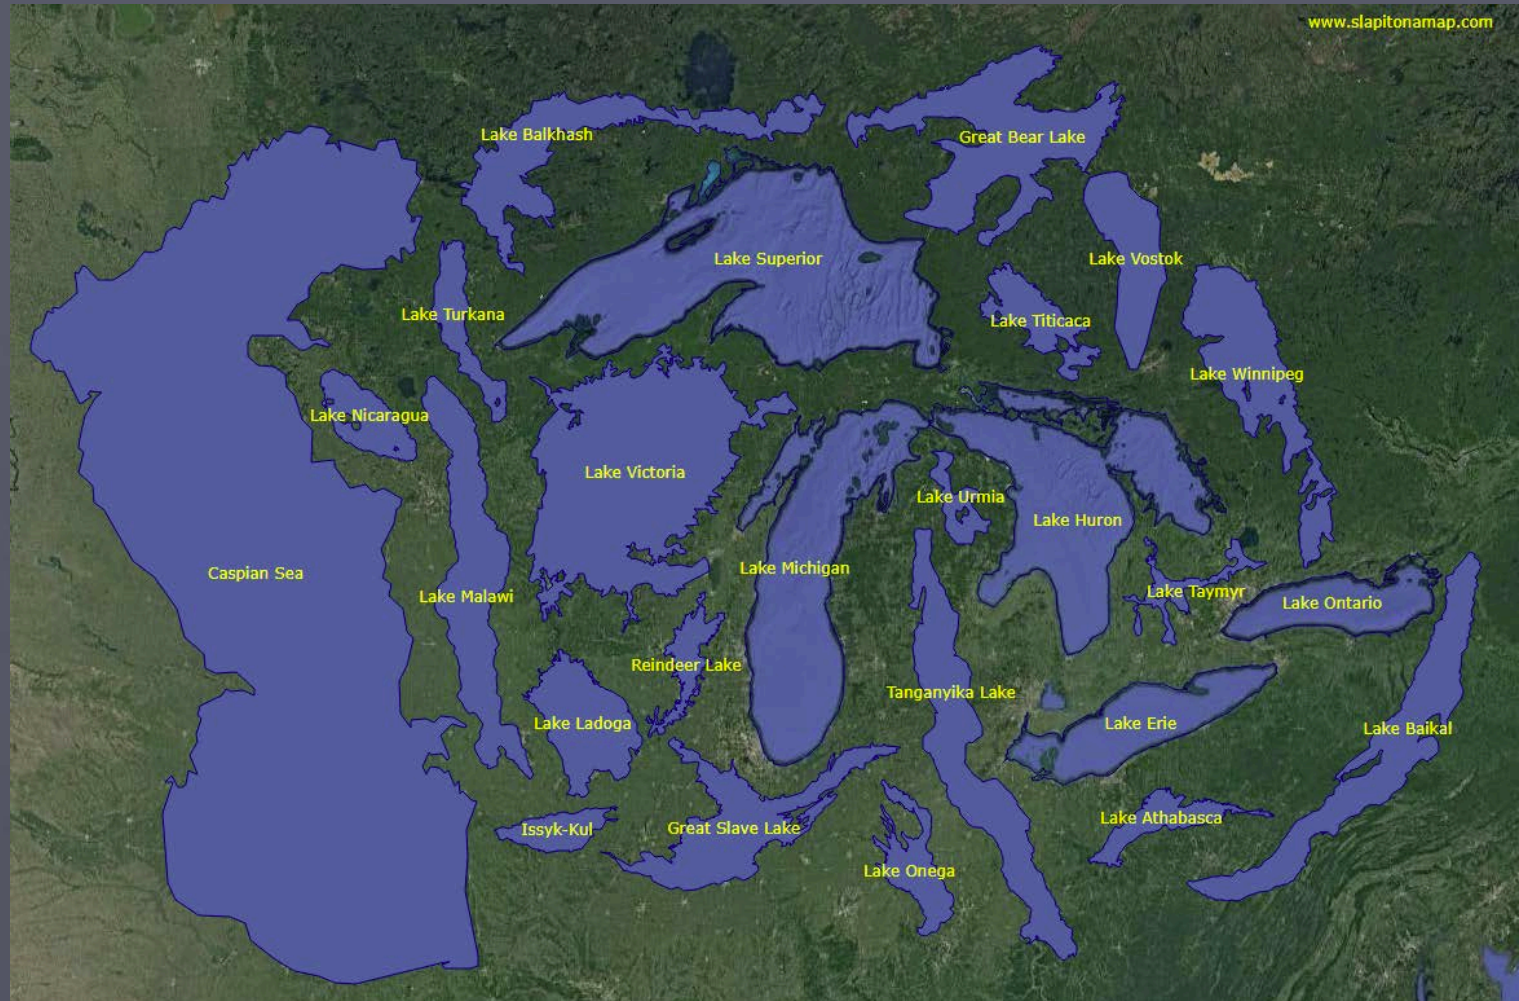 www.slapitonamap.com
Lake Balkhash
Great Bear Lake
Lake Superior
Lake Vostok
Lake Turkana
Lake Titicaca
Lake Winnipeg
Lake Nicaragua
Lake Victoria
Lake Urmia
Lake Huron
Caspian Sea
Lake Michigan
Lake Malawi
Lake Taymyr
Lake Ontario
Reindeer Lake
Tanganyika Lake
Lake Ladoga
Lake Erie
Lake Baikal
Issyk-Kul
Great Slave Lake
Lake Athabasca
Lake Onega